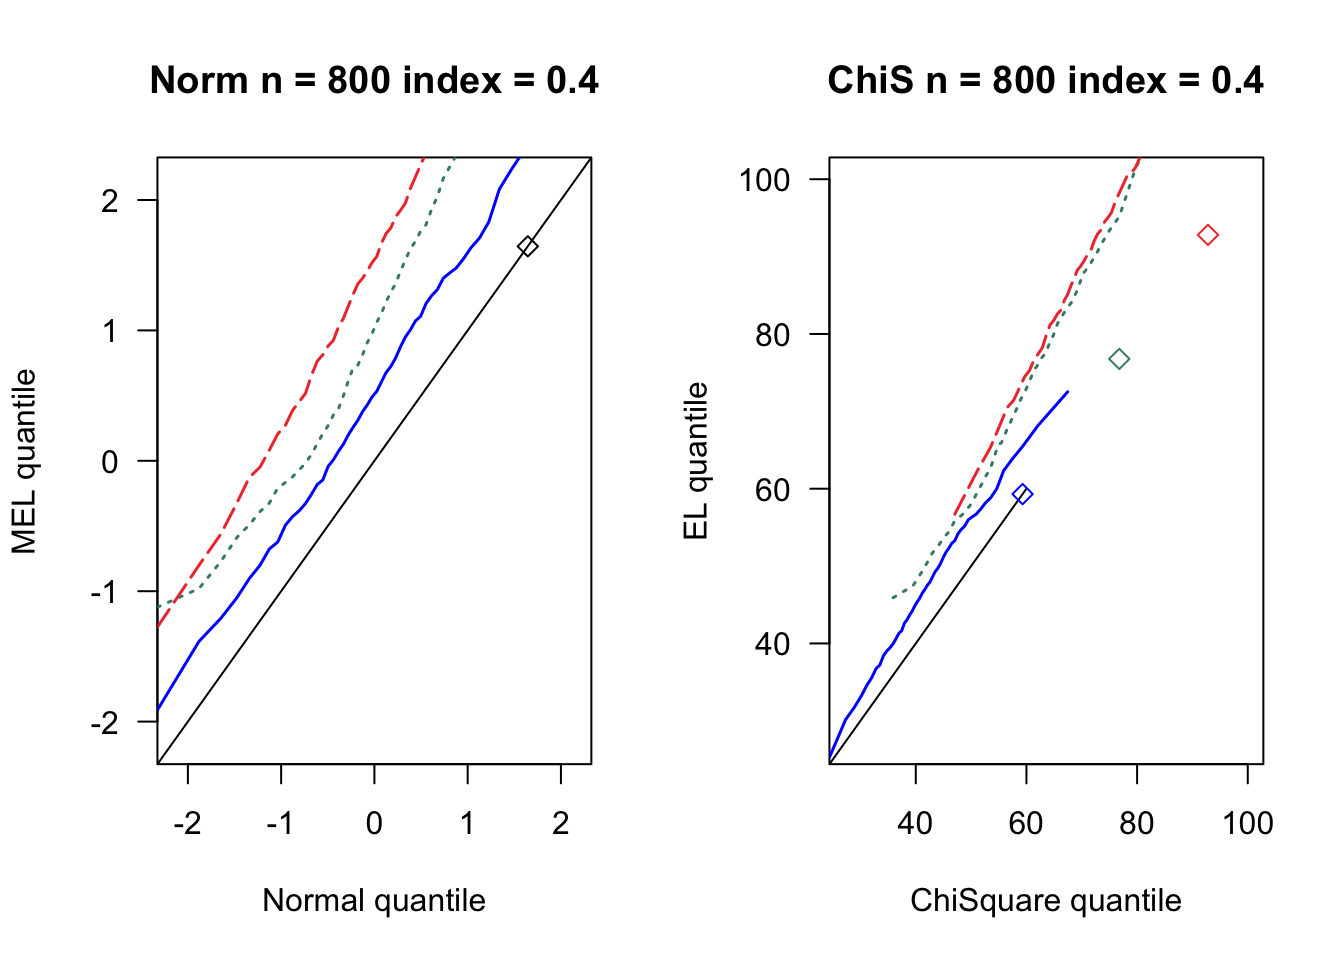 Norm n = 800 index = 0.4
MEL quantile
2
1
0
-1
-2
-2 -1 0 1 2
Normal quantile
ChiS n = 800 index = 0.4
EL quantile
100
80
60
40
40 60 80 100
ChiSquare quantile